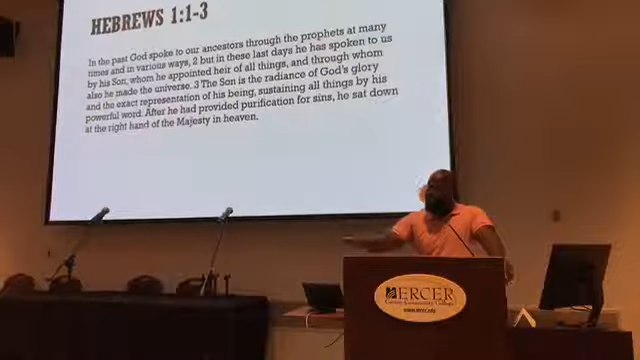 HEBREWS 1:1-3
In the past God spoke to our ancestors through the prophets at many
times and in various ways, 2 but in these last days he has spoken to us
by his Son, whom he appointed heir of all things, and through whom
also he made the universe. 3 The Son is the radiance of God's glory
and the exact representation of his being, sustaining all things by his
powerful word. After he had provided purification for sins, he sat down
at the right hand of the Majesty in heaven.
MERCER
County Community College
www.mccc.edu